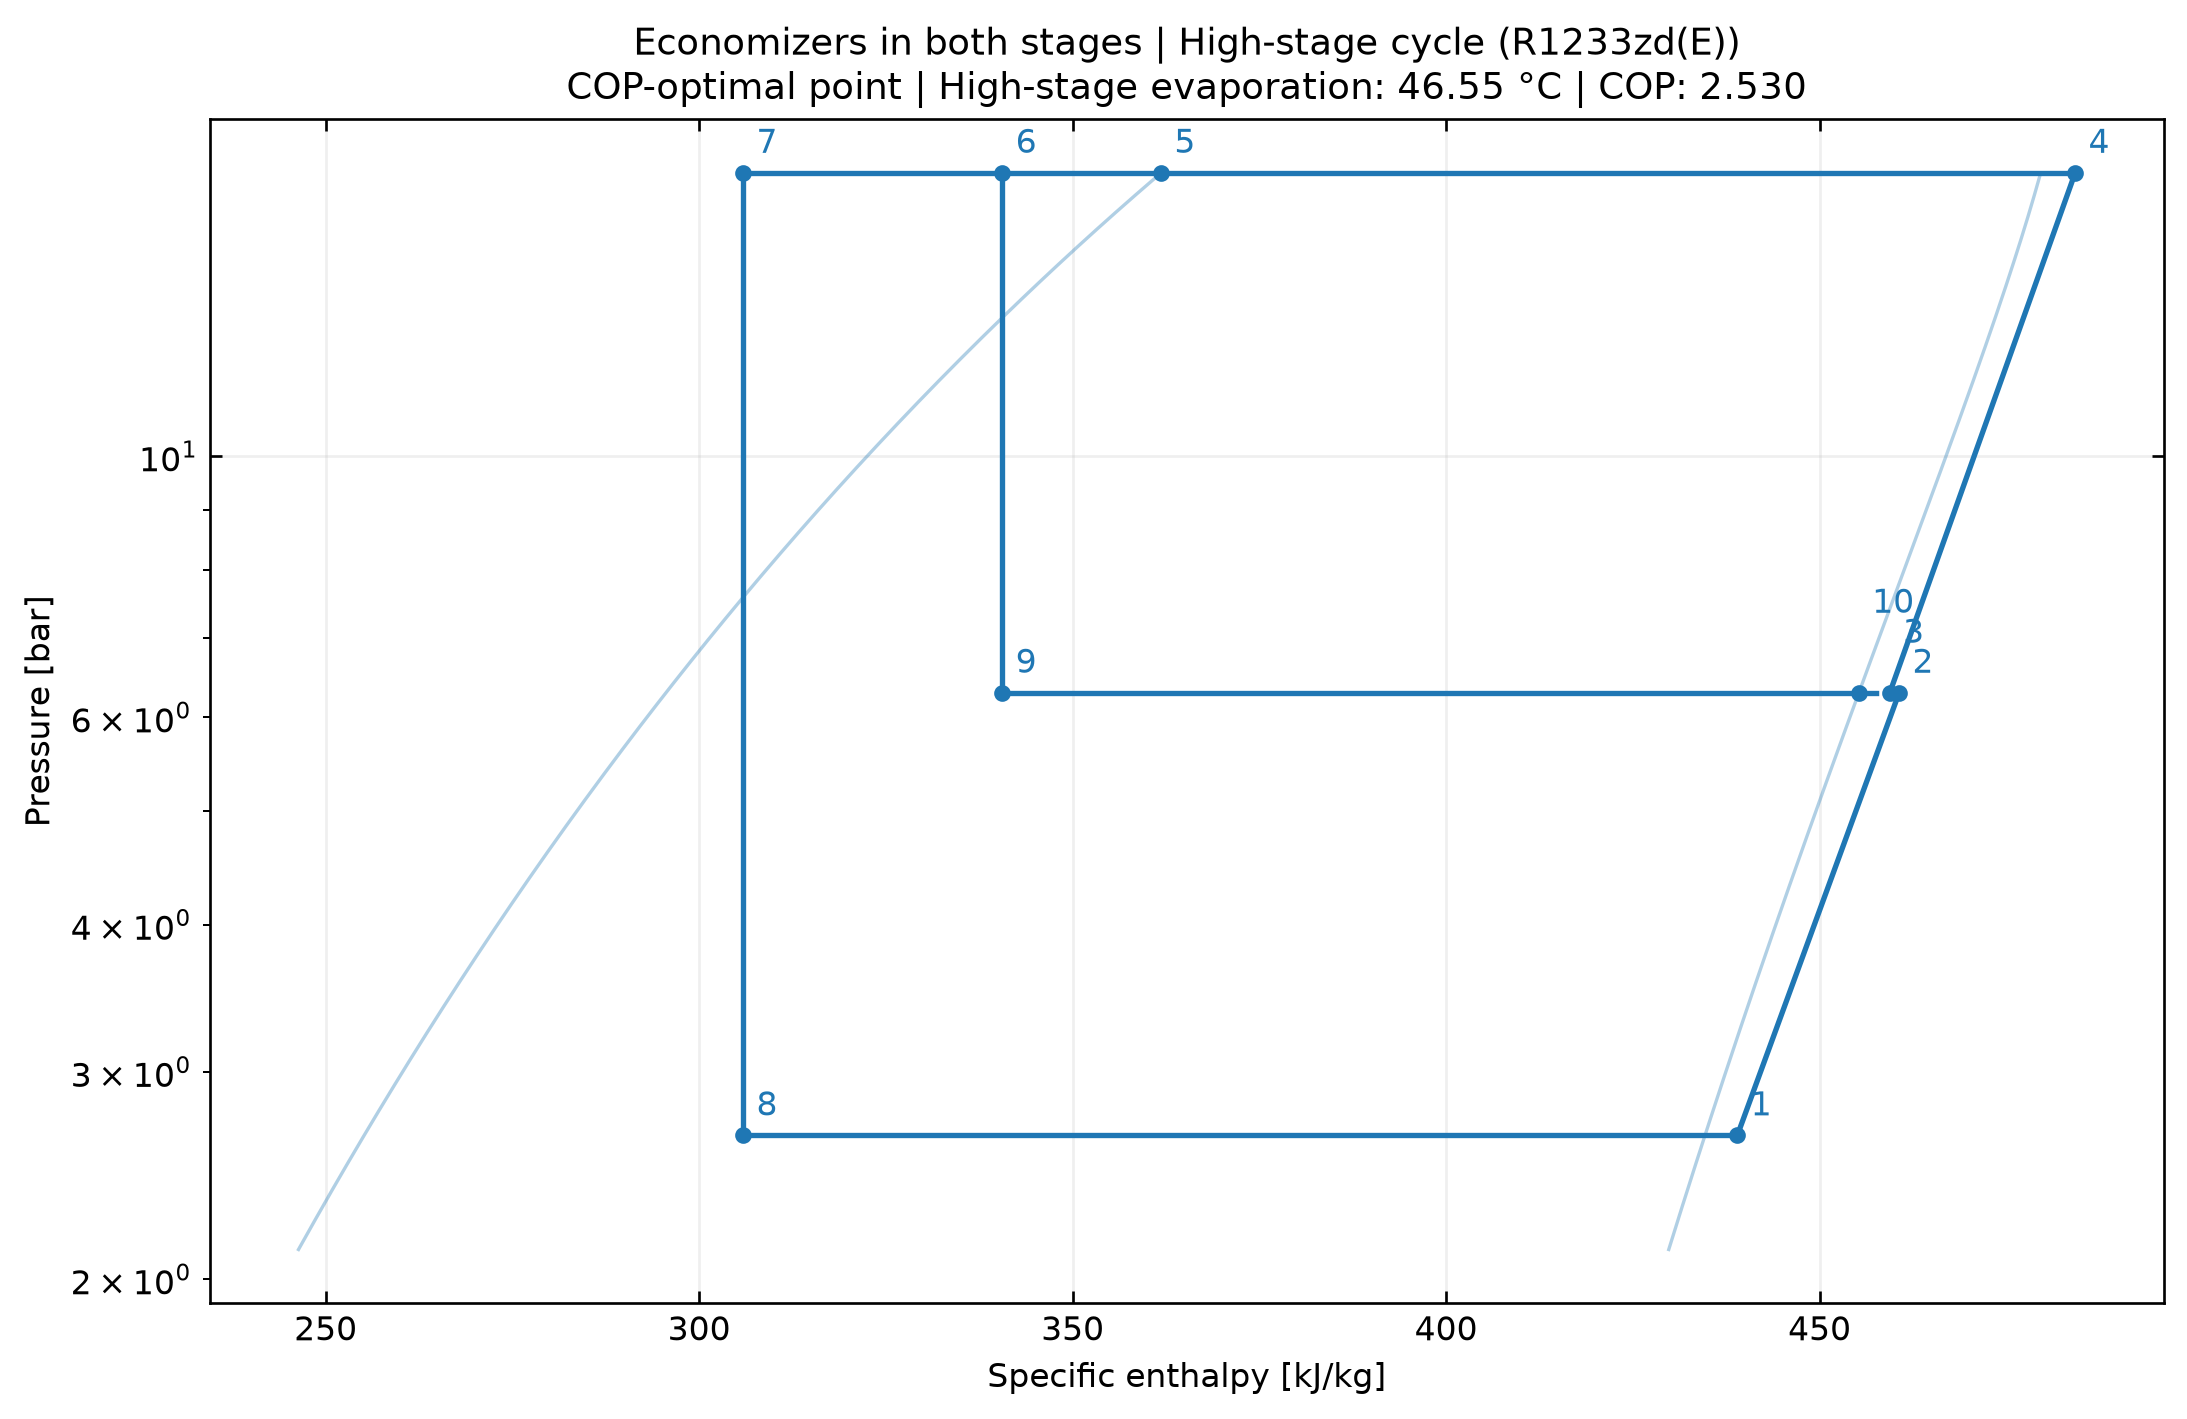 Economizers in both stages | High-stage cycle (R1233zd(E))
COP-optimal point | High-stage evaporation: 46.55 °C | COP: 2.530
7
6
5
4
10¹
10
3
6 × 10⁰
9
2
Pressure [bar]
4 × 10⁰
3 × 10⁰
8
1
2 × 10⁰
250
300
350
400
450
Specific enthalpy [kJ/kg]